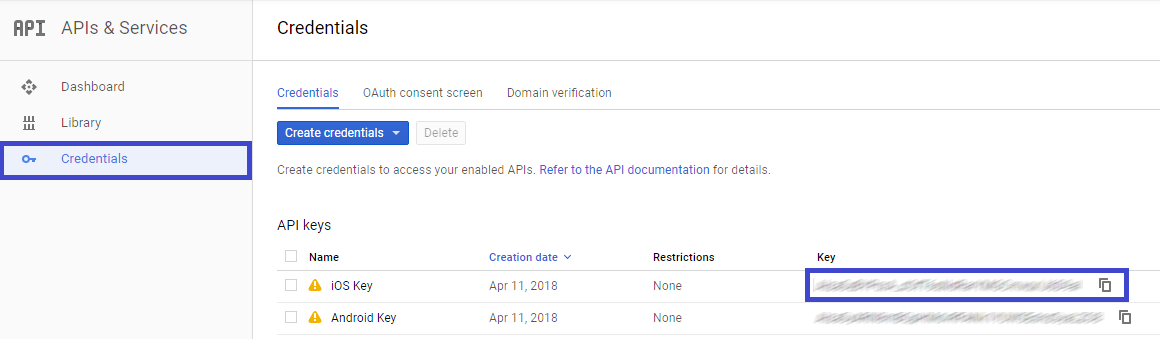 API APIs & Services
Credentials
Dashboard
Library
Credentials
Credentials OAuth consent screen Domain verification
Create credentials Delete
Create credentials to access your enabled APIs. Refer to the API documentation for details.
API keys
Name Creation date Restrictions Key
iOS Key Apr 11, 2018 None
Android Key Apr 11, 2018 None